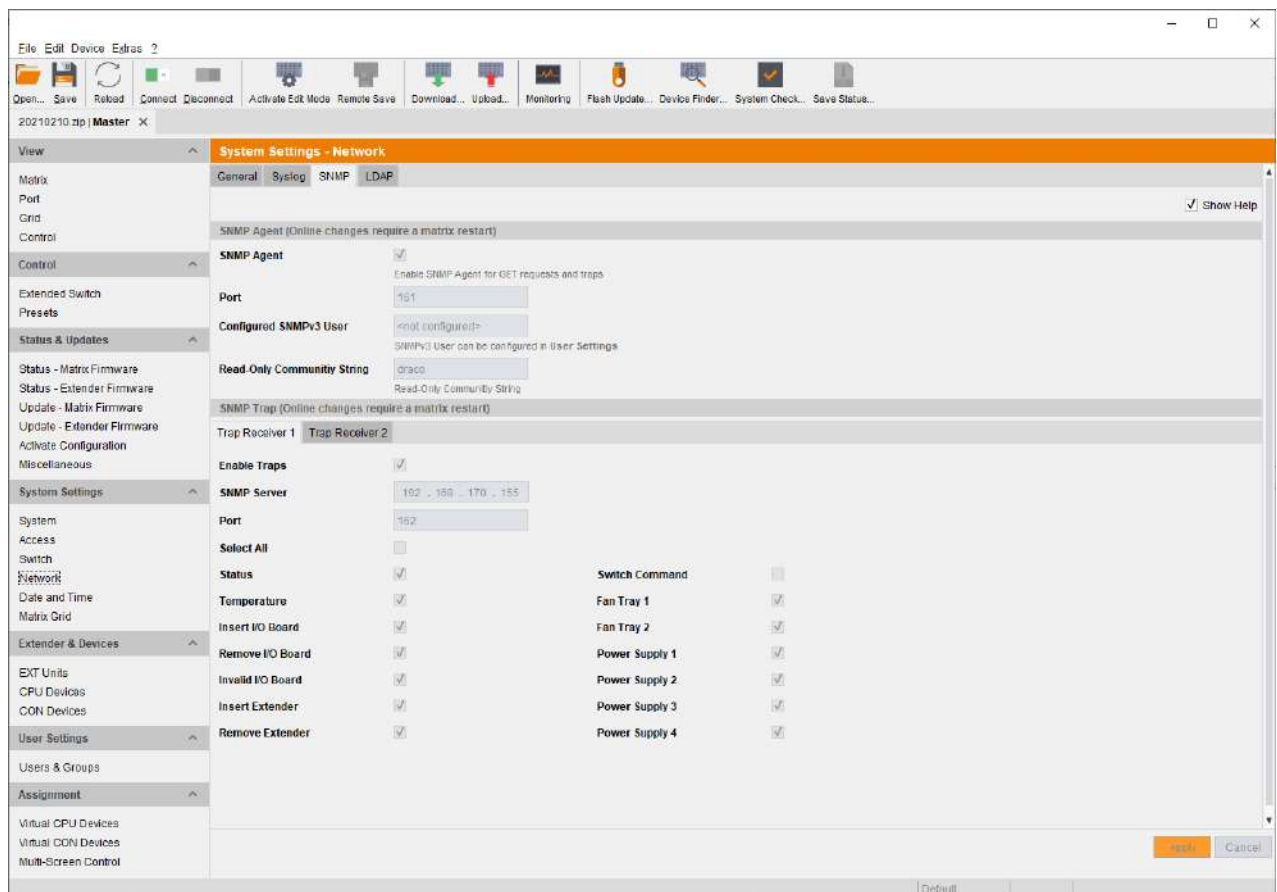 File Edit Device Extras ?
Open... Save Reload Connect Disconnect Activate Edit Mode Remote Save Download... Upload... Monitoring Flash Update... Device Finder... System Check... Save Status...
20210210.zip | Master
View
Matrix
Port
Grid
Control
Control
Extended Switch
Presets
Status & Updates
Status - Matrix Firmware
Status - Extender Firmware
Update - Matrix Firmware
Update - Extender Firmware
Activate Configuration
Miscellaneous
System Settings
System
Access
Switch
Network
Date and Time
Matrix Grid
Extender & Devices
EXT Units
CPU Devices
CON Devices
User Settings
Users & Groups
Assignment
Virtual CPU Devices
Virtual CON Devices
Multi-Screen Control
System Settings - Network
General Syslog SNMP LDAP
Show Help
SNMP Agent (Online changes require a matrix restart)
SNMP Agent
Enable SNMP Agent for GET requests and traps
Port 161
Configured SNMPv3 User <not configured>
SNMPv3 User can be configured in User Settings
Read-Only Communitiy String draco
Read-Only Communitiy String
SNMP Trap (Online changes require a matrix restart)
Trap Receiver 1 Trap Receiver 2
Enable Traps
SNMP Server 192 . 168 . 170 . 155
Port 162
Select All
Status Switch Command
Temperature Fan Tray 1
Insert I/O Board Fan Tray 2
Remove I/O Board Power Supply 1
Invalid I/O Board Power Supply 2
Insert Extender Power Supply 3
Remove Extender Power Supply 4
Apply Cancel
Default